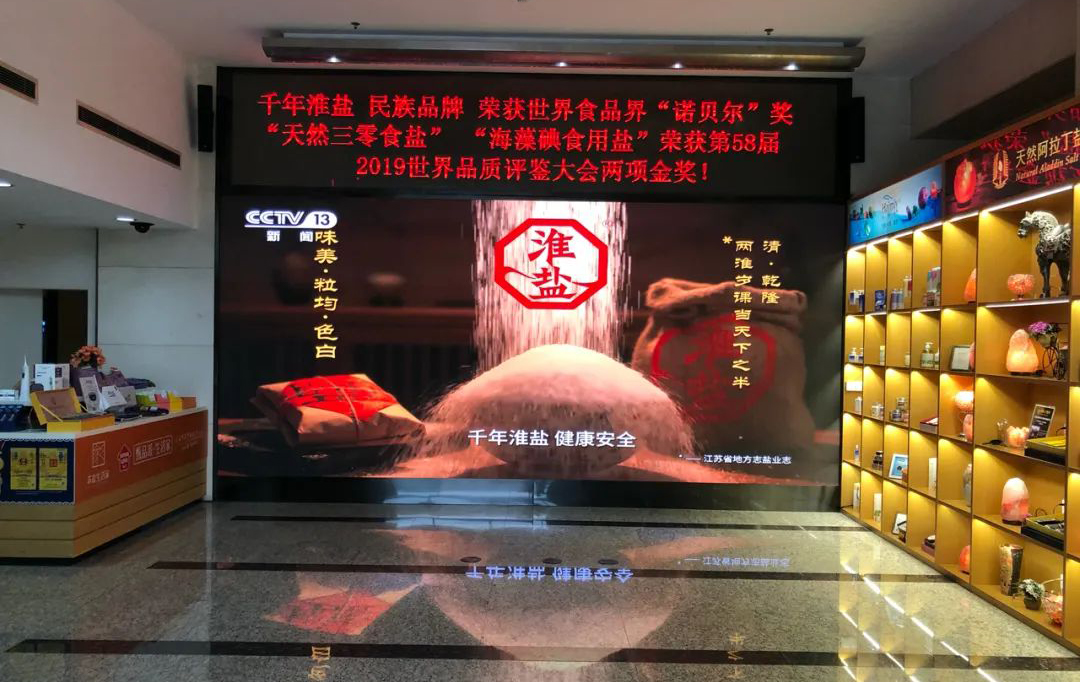 千年淮盐 民族品牌 荣获世界食品界“诺贝尔”奖
“天然三零食盐” “海藻碘食用盐”荣获第58届
2019世界品质评鉴大会两项金奖！
CCTV 13
新闻
味美·粒均·色白
淮盐
清·乾隆
*两淮岁课当天下之半
淮盐
千年淮盐 健康安全
*——江苏省地方志盐业志
天然阿拉丁盐
Natural Aladdin Salt